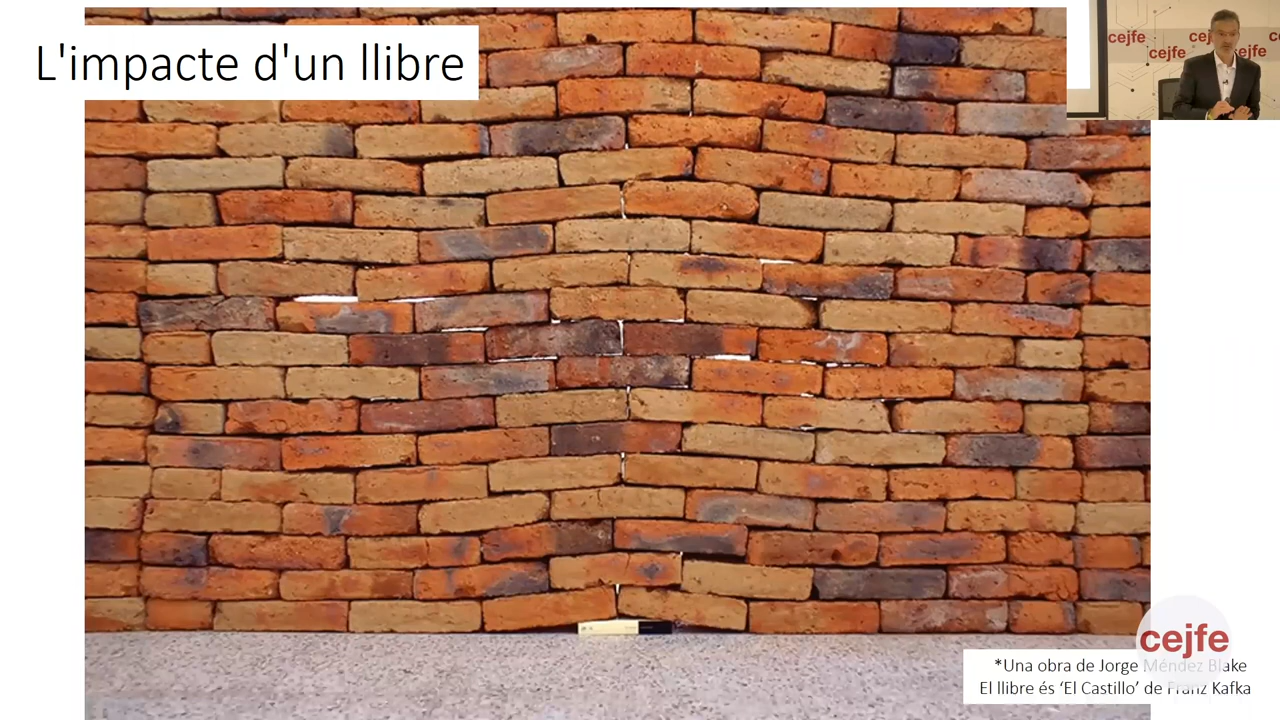 L'impacte d'un llibre
cejfe
cejfe
cejfe
cejfe
*Una obra de Jorge Méndez Blake
El llibre és ‘El Castillo’ de Franz Kafka